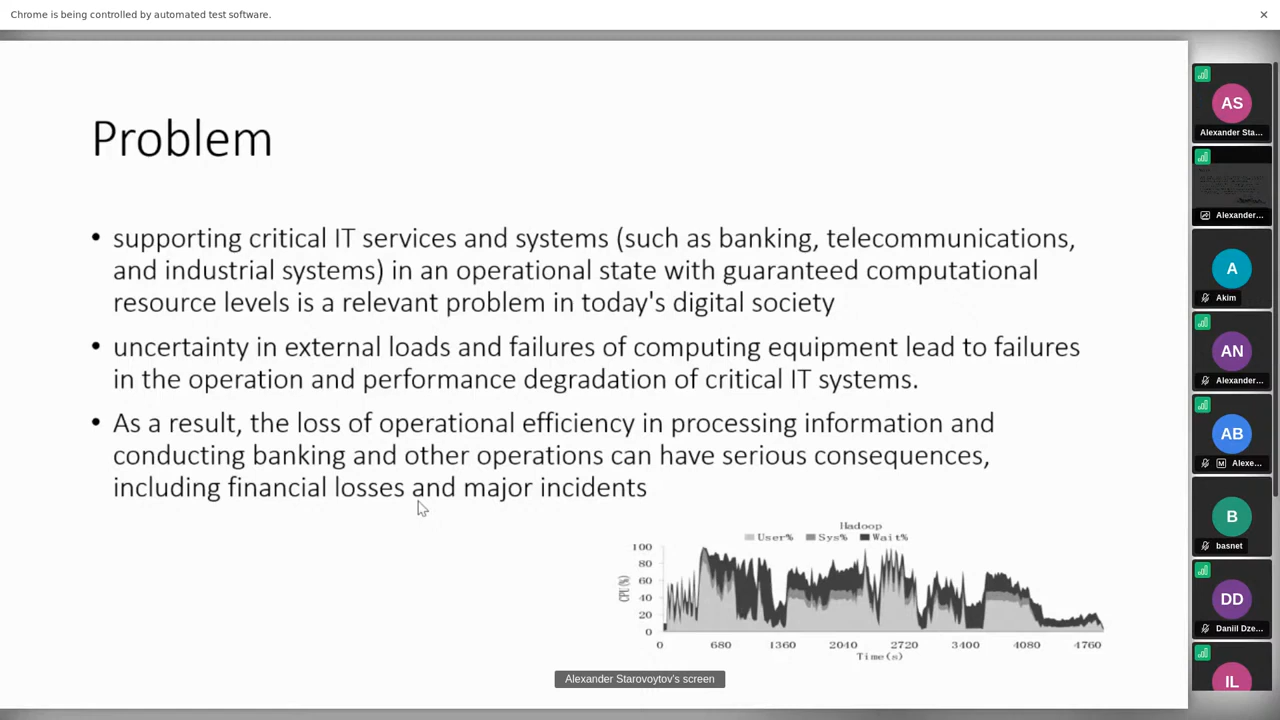 Chrome is being controlled by automated test software.
Problem
• supporting critical IT services and systems (such as banking, telecommunications,
and industrial systems) in an operational state with guaranteed computational
resource levels is a relevant problem in today's digital society
• uncertainty in external loads and failures of computing equipment lead to failures
in the operation and performance degradation of critical IT systems.
• As a result, the loss of operational efficiency in processing information and
conducting banking and other operations can have serious consequences,
including financial losses and major incidents
Hadoop
User% Sys% Wait%
CPU(%)
100
80
60
40
20
0
0 680 1360 2040 2720 3400 4080 4760
Time(s)
Alexander Starovoytov's screen
AS
Alexander Sta...
Alexander...
A
Akim
AN
Alexander...
AB
M Alexe...
B
basnet
DD
Daniil Dze...
IL